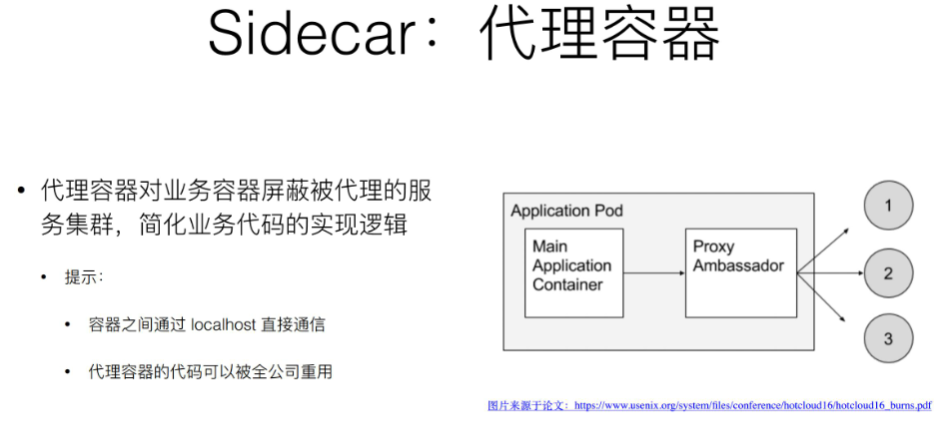 Sidecar：代理容器
• 代理容器对业务容器屏蔽被代理的服
务集群，简化业务代码的实现逻辑
• 提示：
• 容器之间通过 localhost 直接通信
• 代理容器的代码可以被全公司重用
Application Pod
Main
Application
Container
Proxy
Ambassador
1
2
3
图片来源于论文：https://www.usenix.org/system/files/conference/hotcloud16/hotcloud16_burns.pdf